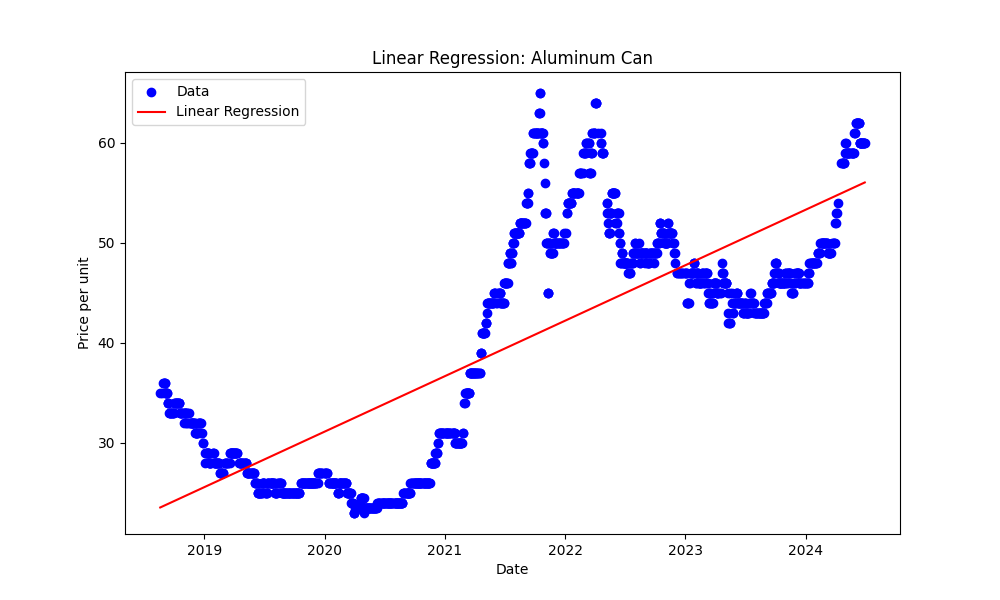 Linear Regression: Aluminum Can
Data
Linear Regression
Price per unit
60
50
40
30
2019 2020 2021 2022 2023 2024
Date